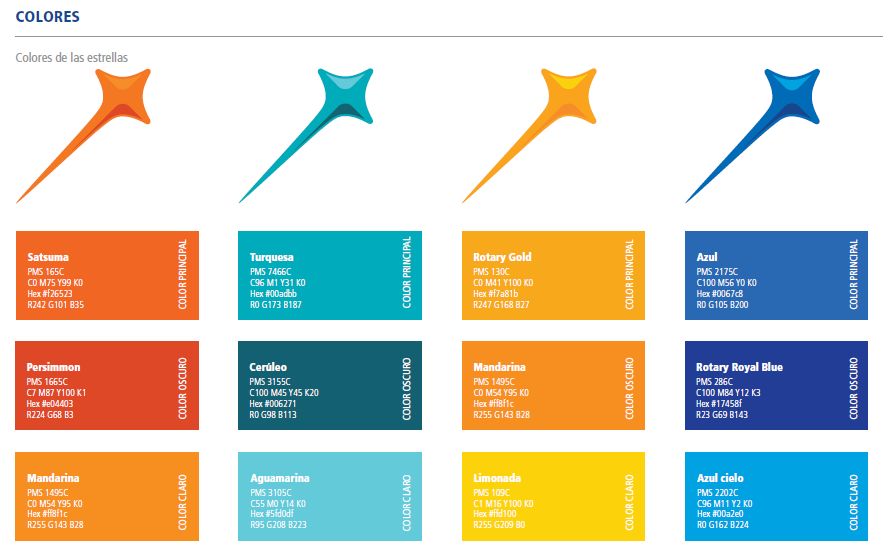 COLORES
Colores de las estrellas
Satsuma
PMS 165C
C0 M75 Y99 K0
Hex #f26523
R242 G101 B35
COLOR PRINCIPAL
Turquesa
PMS 7466C
C96 M1 Y31 K0
Hex #00adbb
R0 G173 B187
COLOR PRINCIPAL
Rotary Gold
PMS 130C
C0 M41 Y100 K0
Hex #f7a81b
R247 G168 B27
COLOR PRINCIPAL
Azul
PMS 2175C
C100 M56 Y0 K0
Hex #0067c8
R0 G105 B200
COLOR PRINCIPAL
Persimmon
PMS 1665C
C7 M87 Y100 K1
Hex #e04403
R224 G68 B3
COLOR OSCURO
Cerúleo
PMS 3155C
C100 M45 Y45 K20
Hex #006271
R0 G98 B113
COLOR OSCURO
Mandarina
PMS 1495C
C0 M54 Y95 K0
Hex #ff8f1c
R255 G143 B28
COLOR OSCURO
Rotary Royal Blue
PMS 286C
C100 M84 Y12 K3
Hex #17458f
R23 G69 B143
COLOR OSCURO
Mandarina
PMS 1495C
C0 M54 Y95 K0
Hex #ff8f1c
R255 G143 B28
COLOR CLARO
Aguamarina
PMS 3105C
C55 M0 Y14 K0
Hex #5fd0df
R95 G208 B223
COLOR CLARO
Limonada
PMS 109C
C1 M16 Y100 K0
Hex #ffd100
R255 G209 B0
COLOR CLARO
Azul cielo
PMS 2202C
C96 M11 Y2 K0
Hex #00a2e0
R0 G162 B224
COLOR CLARO